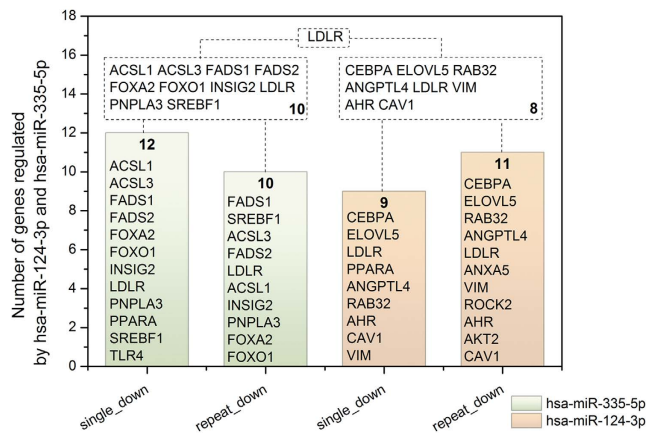 Number of genes regulated
by hsa-miR-124-3p and hsa-miR-335-5p
18
16
14
12
10
8
6
4
2
0
LDLR
ACSL1 ACSL3 FADS1 FADS2
FOXA2 FOXO1 INSIG2 LDLR
PNPLA3 SREBF1
10
CEBPA ELOVL5 RAB32
ANGPTL4 LDLR VIM
AHR CAV1
8
12
ACSL1
ACSL3
FADS1
FADS2
FOXA2
FOXO1
INSIG2
LDLR
PNPLA3
PPARA
SREBF1
TLR4
10
FADS1
SREBF1
ACSL3
FADS2
LDLR
ACSL1
INSIG2
PNPLA3
FOXA2
FOXO1
9
CEBPA
ELOVL5
LDLR
PPARA
ANGPTL4
RAB32
AHR
CAV1
VIM
11
CEBPA
ELOVL5
RAB32
ANGPTL4
LDLR
ANXA5
VIM
ROCK2
AHR
AKT2
CAV1
single_down
repeat_down
single_down
repeat_down
hsa-miR-335-5p
hsa-miR-124-3p